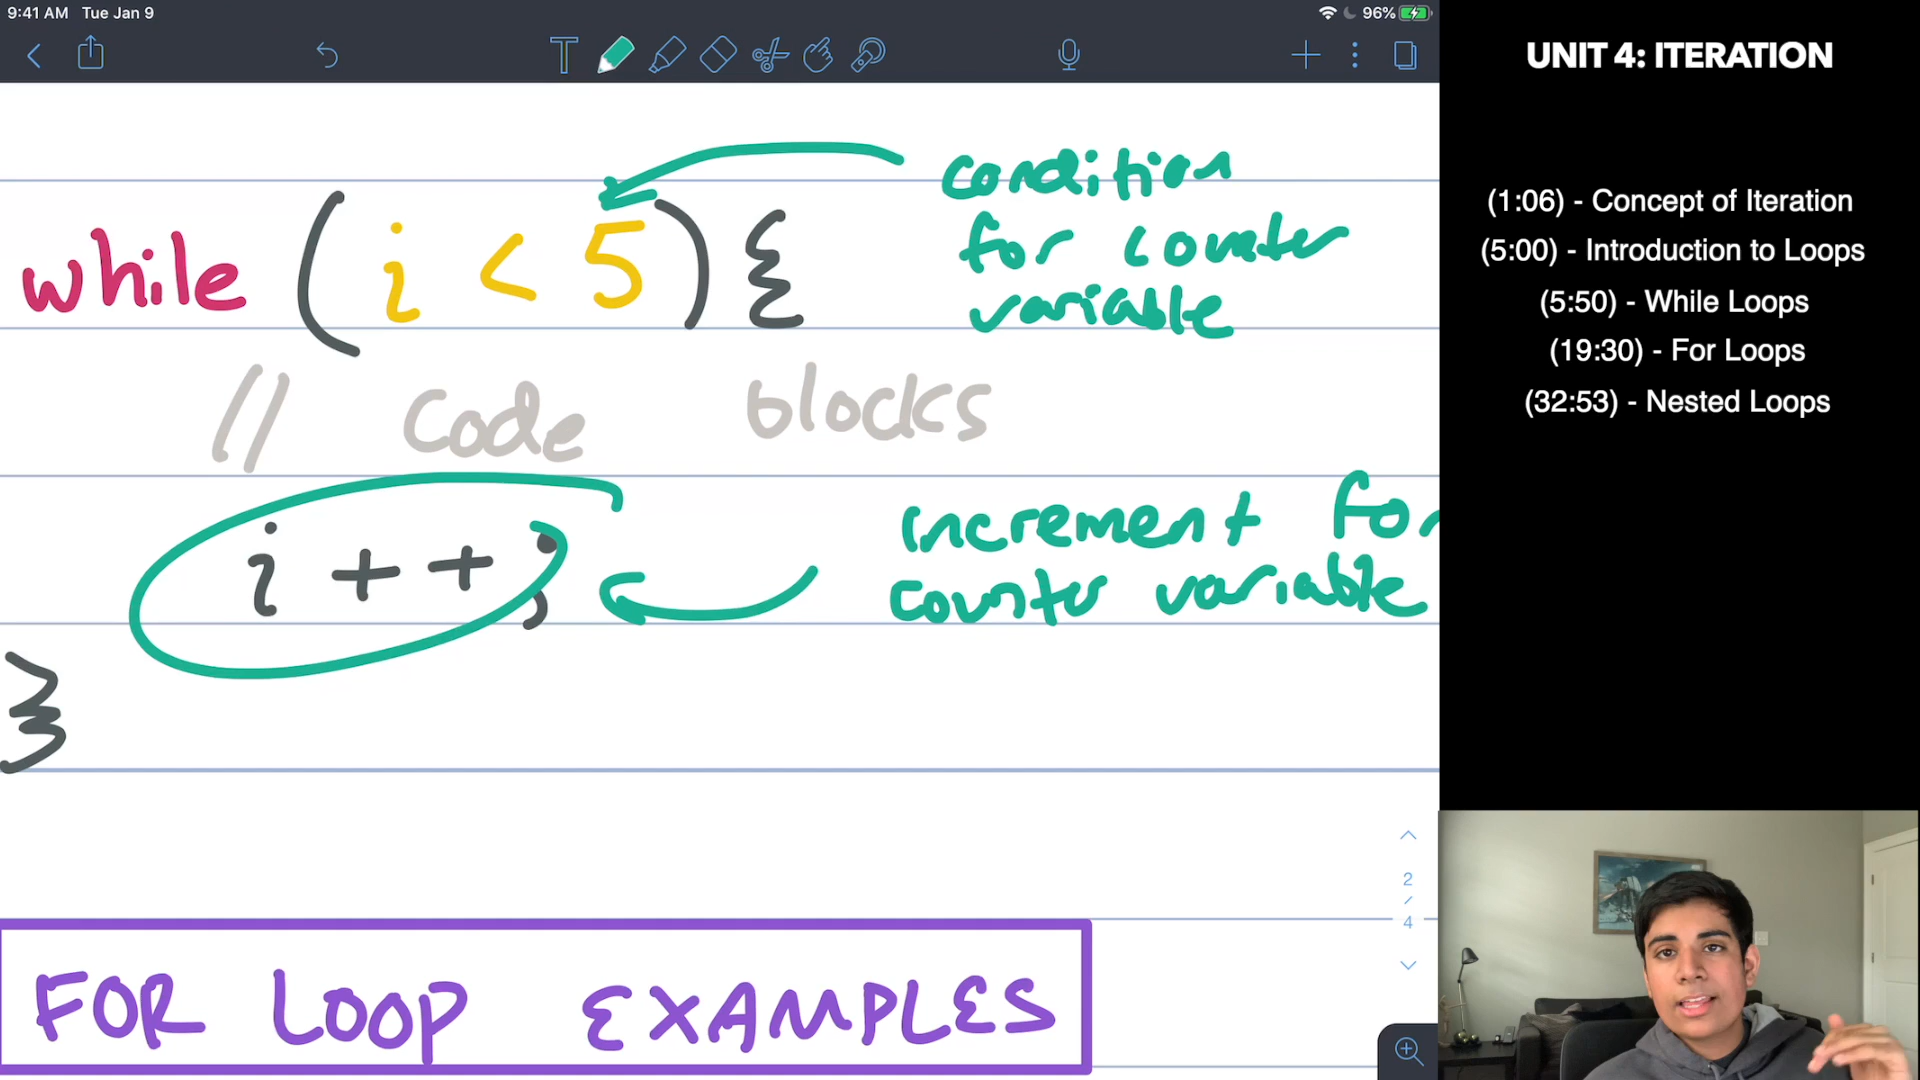 9:41 AM Tue Jan 9
96%
while ( i < 5 ) {
condition
for counter
variable
// code blocks
i ++;
increment for
counter variable
}
2
4
FOR LOOP EXAMPLES
UNIT 4: ITERATION
(1:06) - Concept of Iteration
(5:00) - Introduction to Loops
(5:50) - While Loops
(19:30) - For Loops
(32:53) - Nested Loops